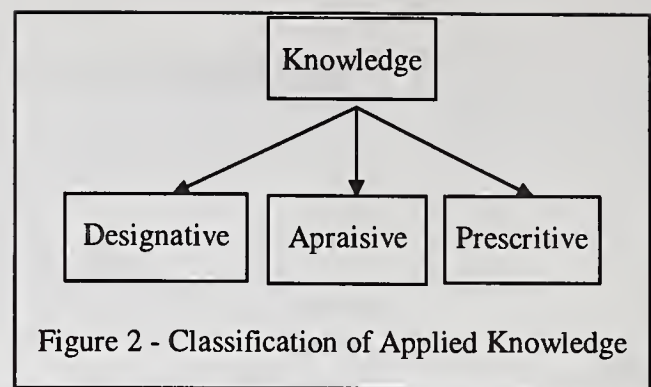 Knowledge
Designative Apraisive Prescritive
Figure 2 - Classification of Applied Knowledge